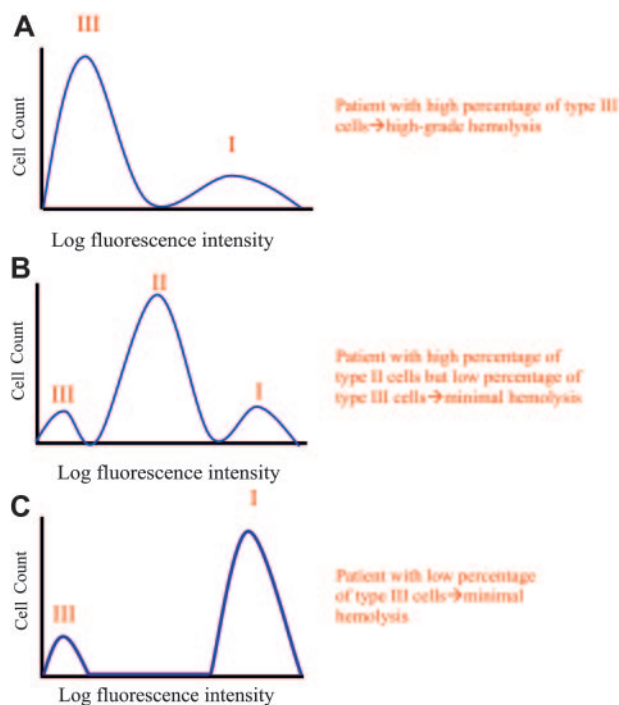 A
III
I
Cell Count
Log fluorescence intensity
Patient with high percentage of type III
cells→high-grade hemolysis
B
II
III
I
Cell Count
Log fluorescence intensity
Patient with high percentage of
type II cells but low percentage of
type III cells→minimal hemolysis
C
I
III
Cell Count
Log fluorescence intensity
Patient with low percentage
of type III cells→minimal
hemolysis